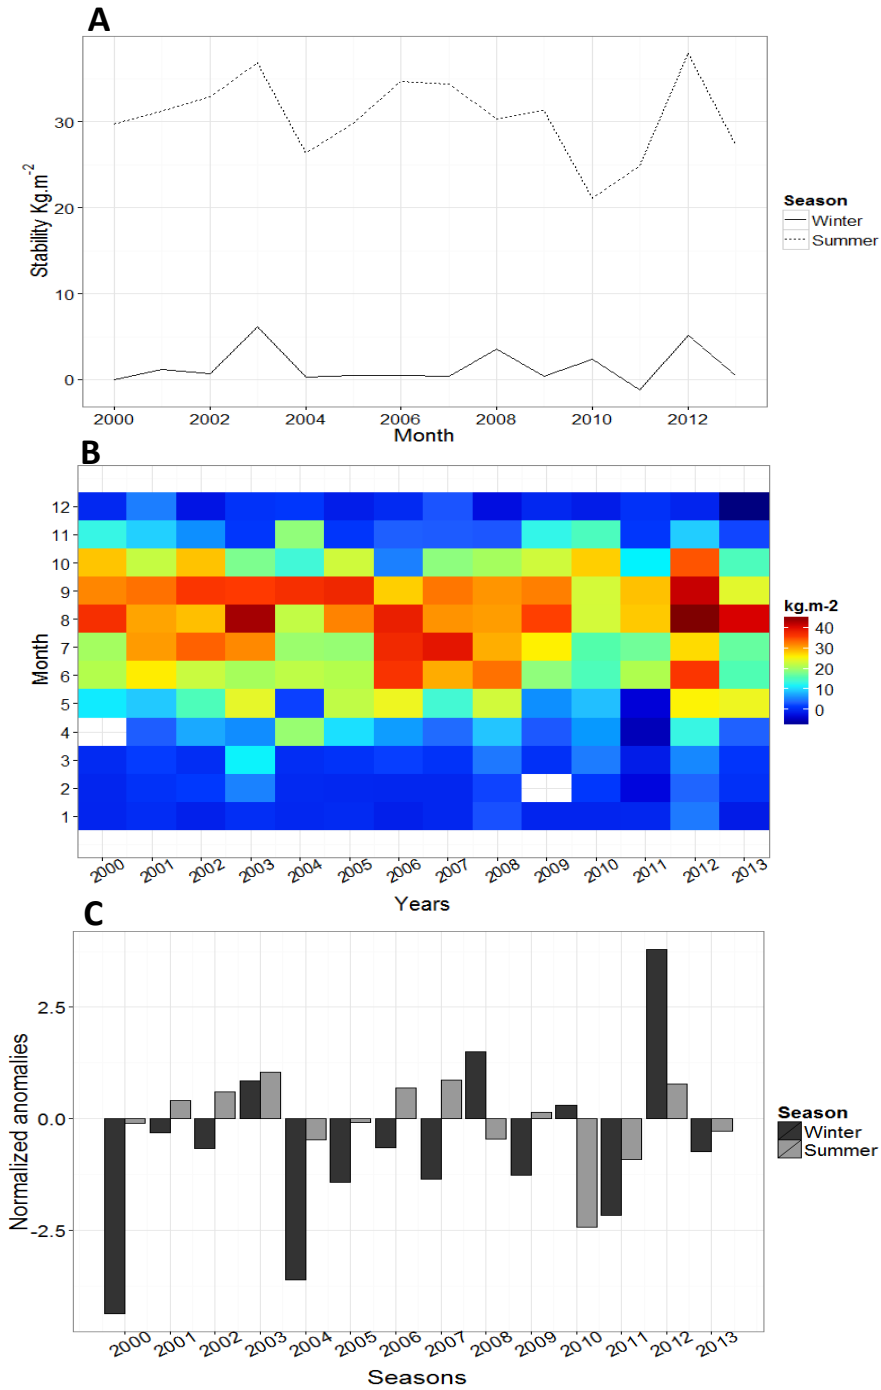 A
Stability Kg.m-2
30
20
10
0
2000 2002 2004 2006 2008 2010 2012
Month
Season
Winter
Summer
B
Month
12
11
10
9
8
7
6
5
4
3
2
1
2000 2001 2002 2003 2004 2005 2006 2007 2008 2009 2010 2011 2012 2013
Years
kg.m-2
40
30
20
10
0
C
Normalized anomalies
2.5
0.0
-2.5
2000 2001 2002 2003 2004 2005 2006 2007 2008 2009 2010 2011 2012 2013
Seasons
Season
Winter
Summer